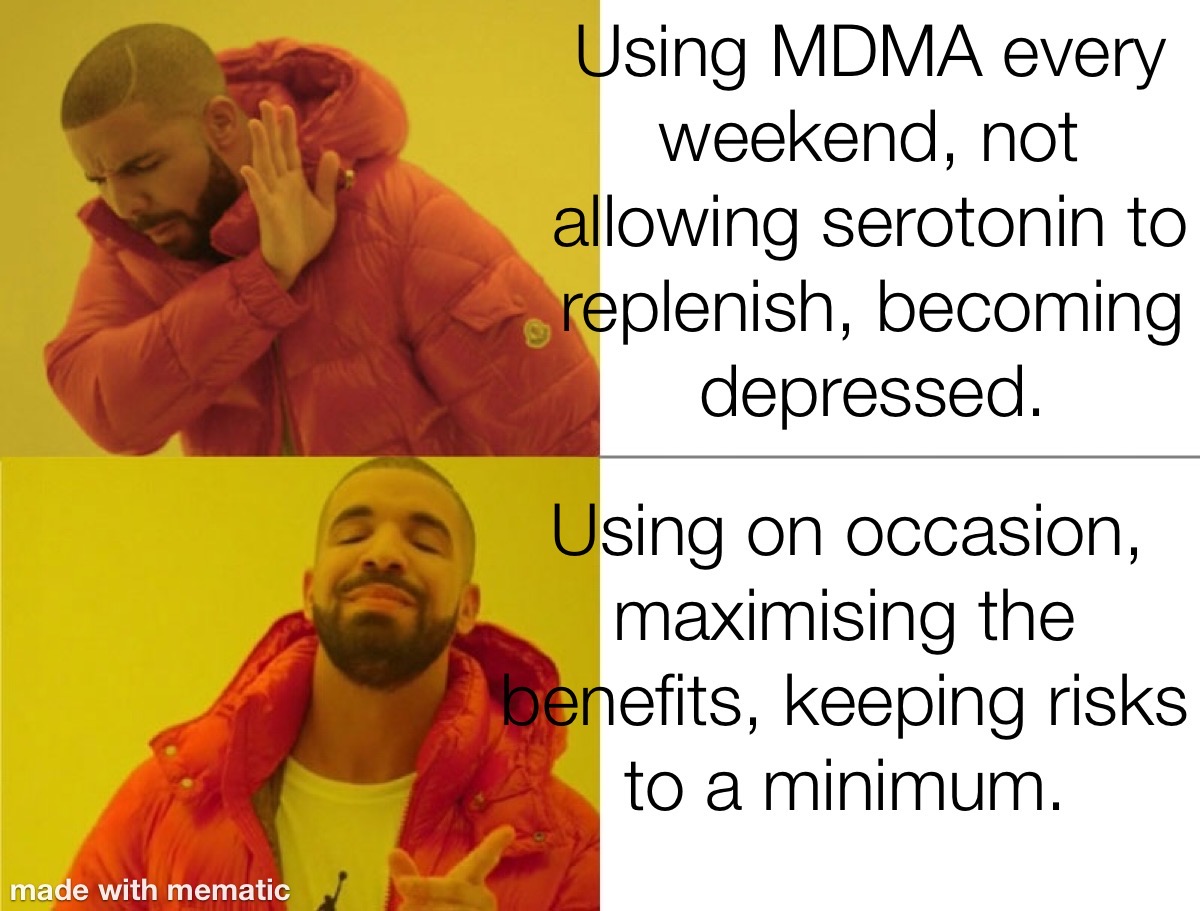 Using MDMA every
weekend, not
allowing serotonin to
replenish, becoming
depressed.
Using on occasion,
maximising the
benefits, keeping risks
to a minimum.
made with mematic